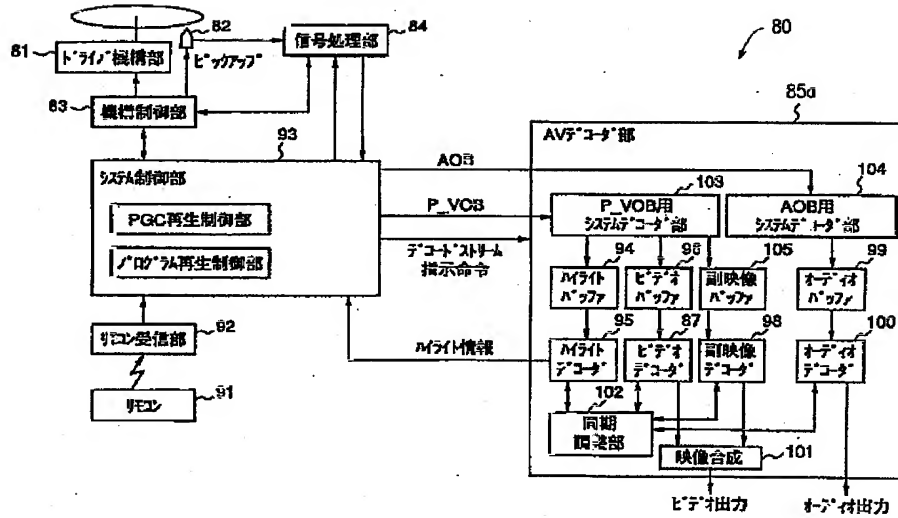 82
80
81
ドライバ機構部
ピックアップ
信号処理部
84
83
機構制御部
85a
93
AVデコーダ部
システム制御部
AOB
103
104
P_VOB
P_VOB用
システムデコーダ部
AOB用
システムデコーダ部
PGC再生制御部
プログラム再生制御部
デコードストリーム
指示命令
94
96
105
99
ハイライト
バッファ
ビデオ
バッファ
副映像
バッファ
オーディオ
バッファ
92
リモコン受信部
ハイライト情報
95
87
98
100
ハイライト
デコーダ
ビデオ
デコーダ
副映像
デコーダ
オーディオ
デコーダ
リモコン
91
102
同期
調整部
映像合成
101
ビデオ出力
オーディオ出力